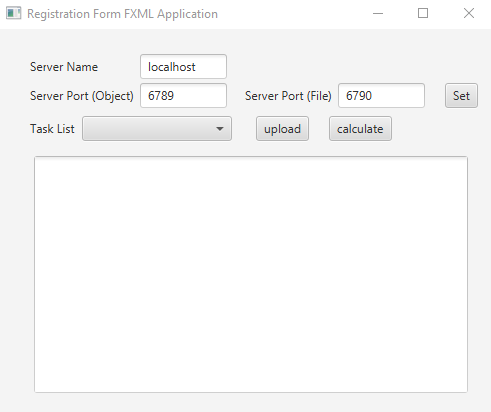 Registration Form FXML Application
Server Name localhost
Server Port (Object) 6789 Server Port (File) 6790 Set
Task List upload calculate